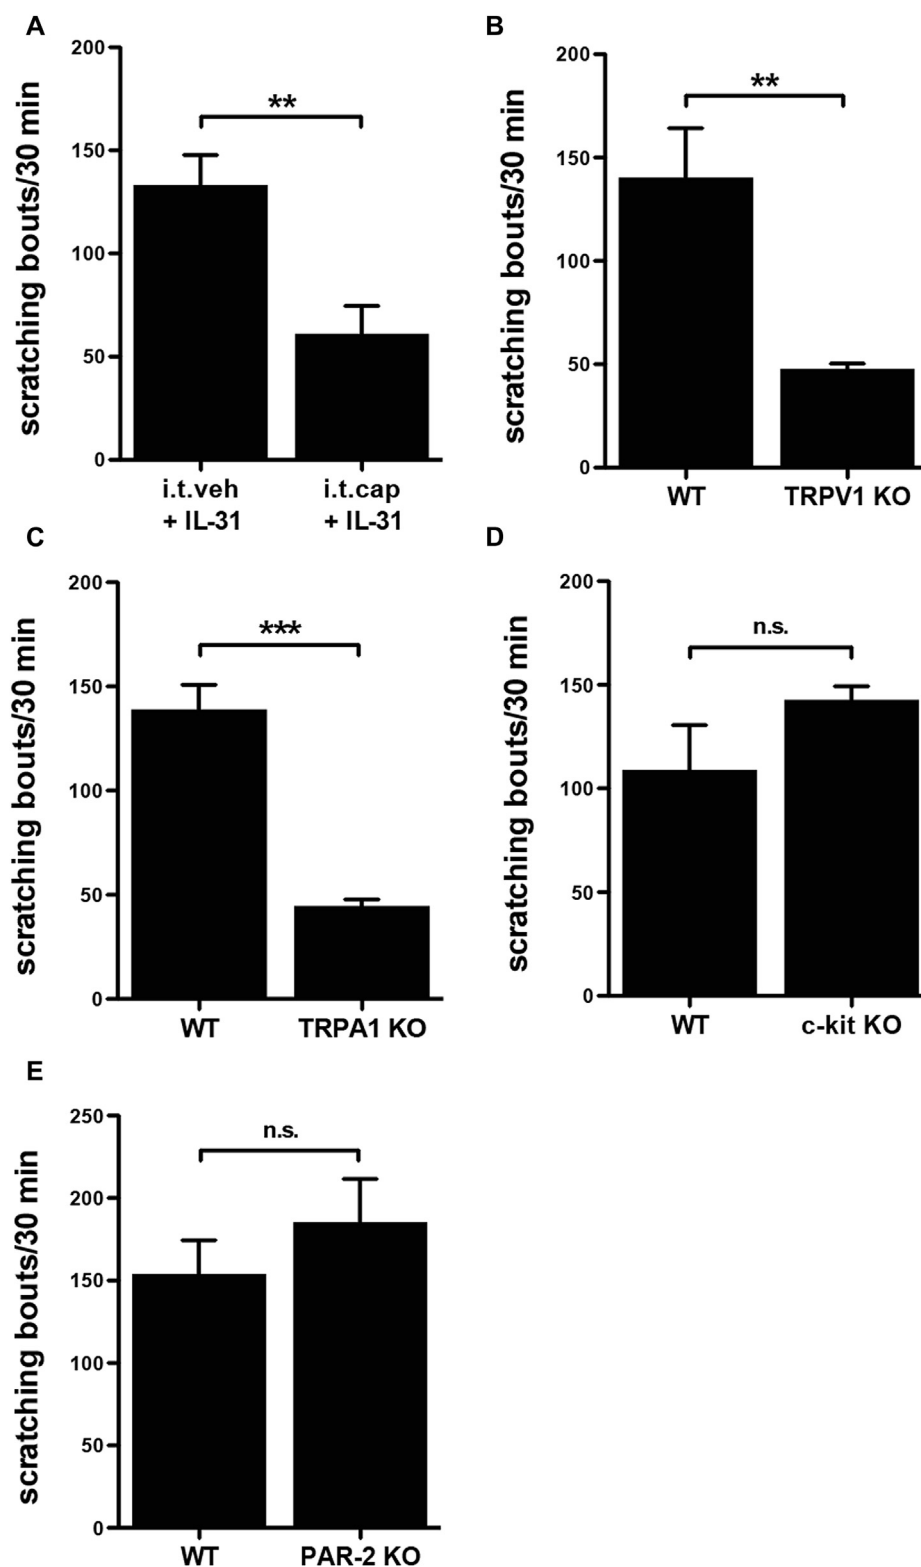 A
scratching bouts/30 min
200
150
100
50
0
**
i.t.veh
+ IL-31
i.t.cap
+ IL-31
B
scratching bouts/30 min
200
150
100
50
0
**
WT
TRPV1 KO
C
scratching bouts/30 min
200
150
100
50
0
***
WT
TRPA1 KO
D
scratching bouts/30 min
200
150
100
50
0
n.s.
WT
c-kit KO
E
scratching bouts/30 min
250
200
150
100
50
0
n.s.
WT
PAR-2 KO